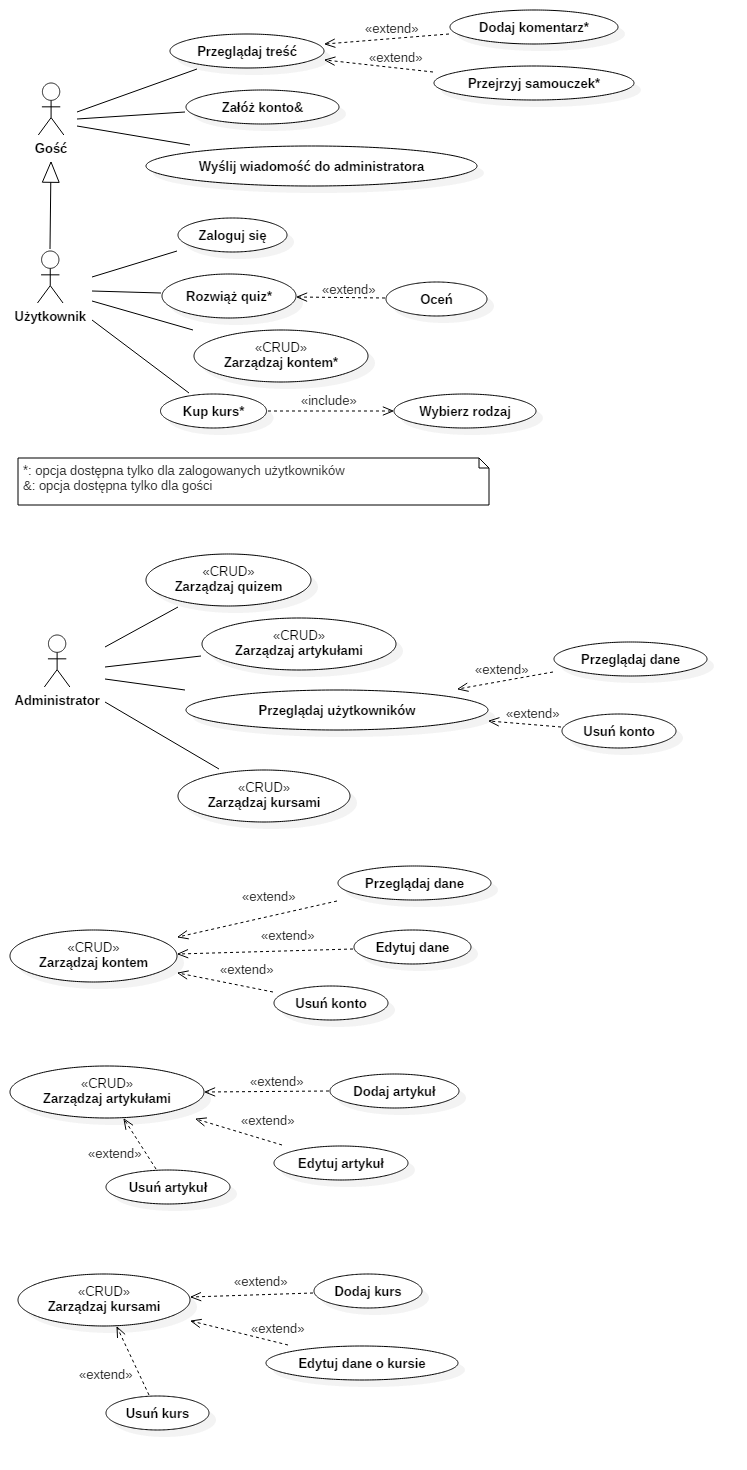 «extend»
Dodaj komentarz*
Przeglądaj treść
«extend»
Przejrzyj samouczek*
Załóż konto&
Gość
Wyślij wiadomość do administratora
Zaloguj się
Użytkownik
Rozwiąż quiz*
«extend»
Oceń
«CRUD»
Zarządzaj kontem*
Kup kurs*
«include»
Wybierz rodzaj
*: opcja dostępna tylko dla zalogowanych użytkowników
&: opcja dostępna tylko dla gości
«CRUD»
Zarządzaj quizem
«CRUD»
Zarządzaj artykułami
Administrator
«extend»
Przeglądaj dane
Przeglądaj użytkowników
«extend»
Usuń konto
«CRUD»
Zarządzaj kursami
Przeglądaj dane
«extend»
«CRUD»
Zarządzaj kontem
«extend»
Edytuj dane
«extend»
Usuń konto
«CRUD»
Zarządzaj artykułami
«extend»
Dodaj artykuł
«extend»
Edytuj artykuł
«extend»
Usuń artykuł
«CRUD»
Zarządzaj kursami
«extend»
Dodaj kurs
«extend»
Edytuj dane o kursie
«extend»
Usuń kurs